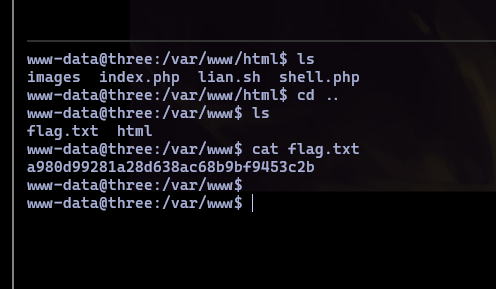 www-data@three:/var/www/html$ ls
images  index.php  lian.sh  shell.php
www-data@three:/var/www/html$ cd ..
www-data@three:/var/www$ ls
flag.txt  html
www-data@three:/var/www$ cat flag.txt
a980d99281a28d638ac68b9bf9453c2b
www-data@three:/var/www$
www-data@three:/var/www$